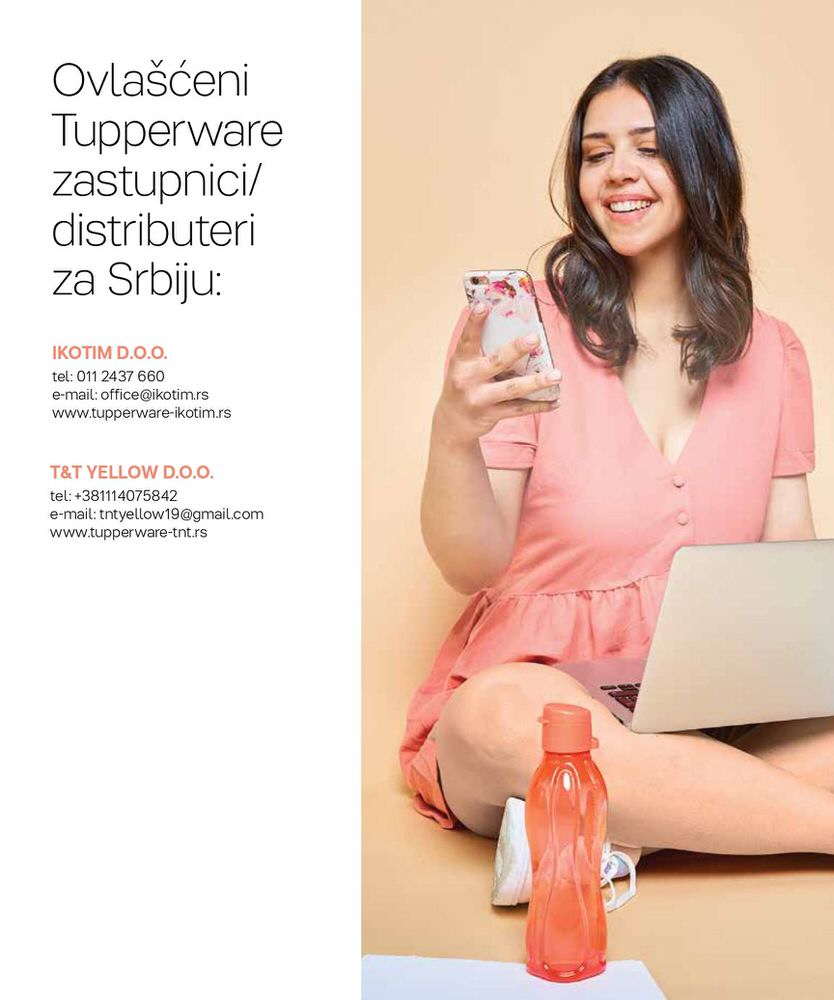 Ovlašćeni
Tupperware
zastupnici/
distributeri
za Srbiju:
IKOTIM D.O.O.
tel: 011 2437 660
e-mail: office@ikotim.rs
www.tupperware-ikotim.rs
T&T YELLOW D.O.O.
tel: +381114075842
e-mail: tntyellow19@gmail.com
www.tupperware-tnt.rs